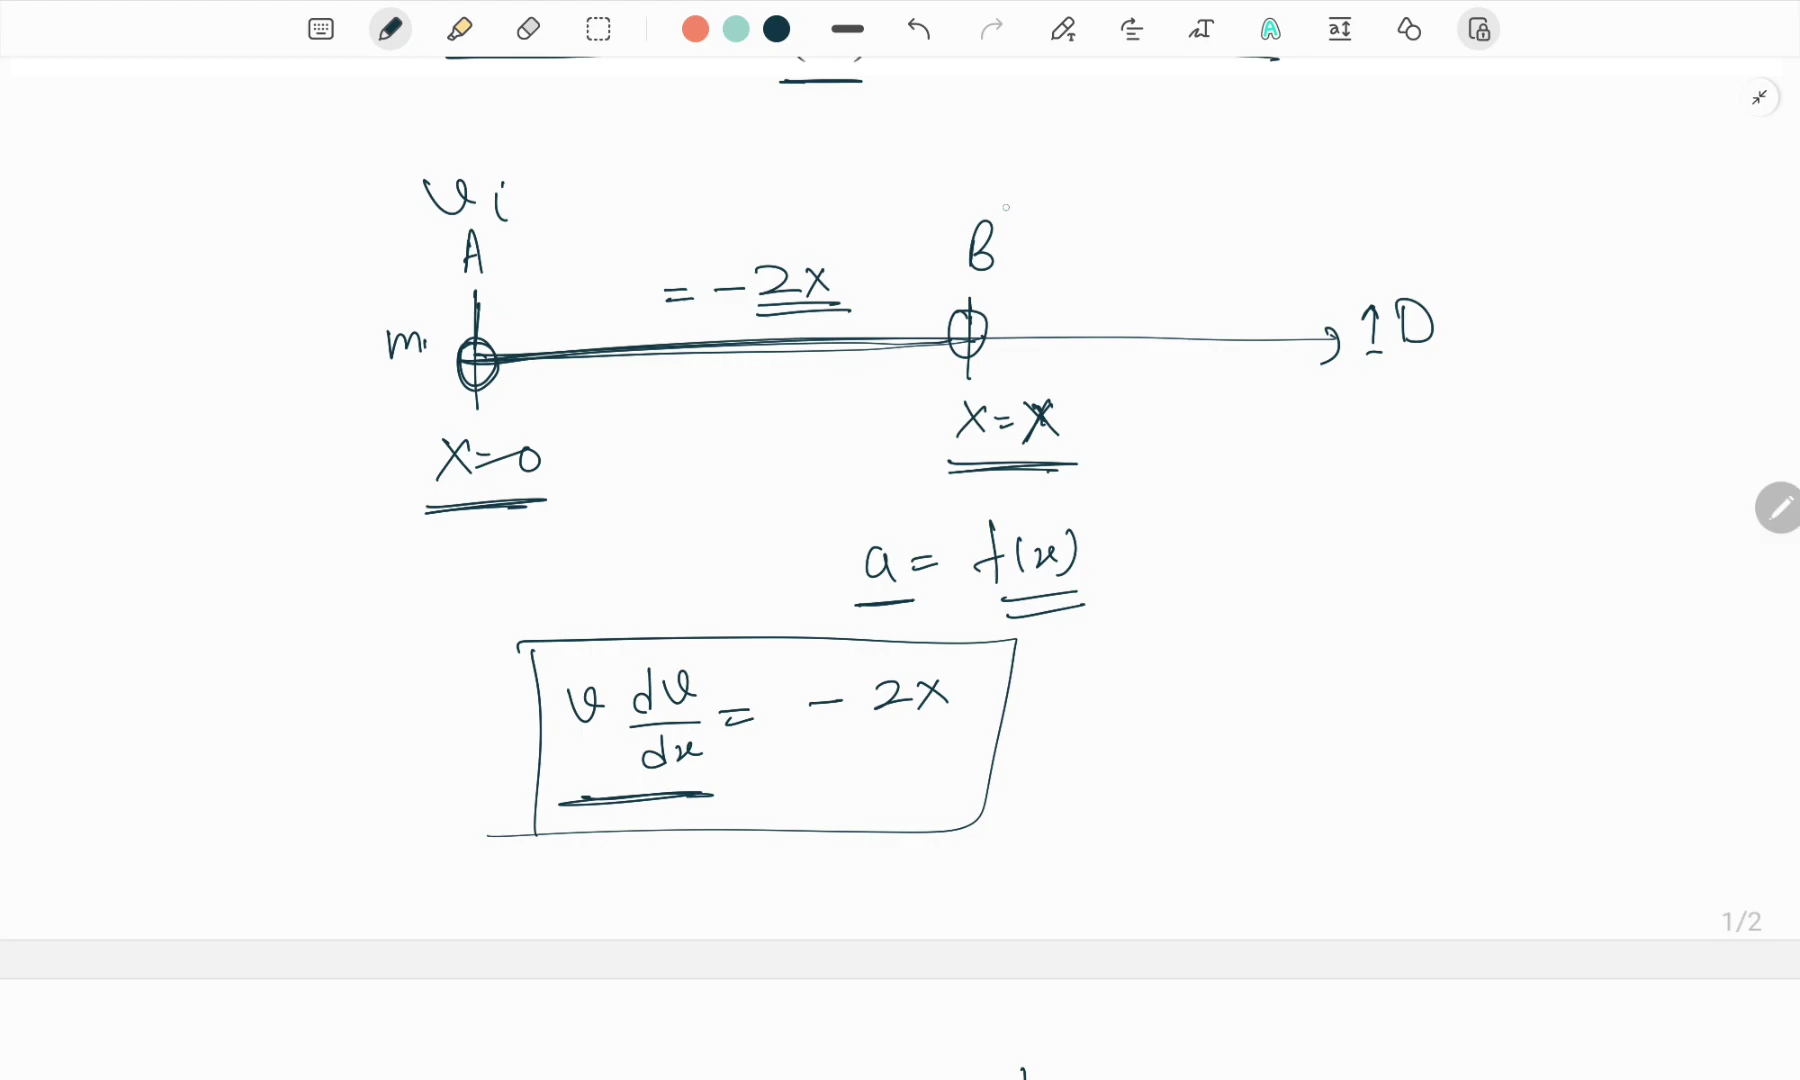 vi
A
B
= - 2x
m
1D
x=0
x=x
a = f(x)
v dv/dx = - 2x
1/2